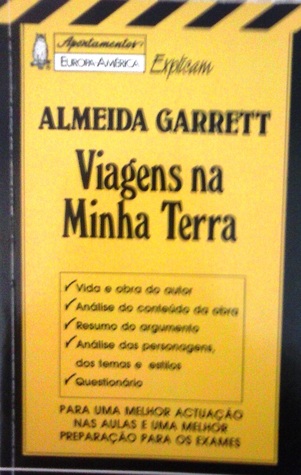 Apontamentos
EUROPA AMÉRICA
Explicam
ALMEIDA GARRETT
Viagens na
Minha Terra
Vida e obra do autor
Análise do conteúdo da obra
Resumo do argumento
Análise das personagens,
dos temas e estilos
Questionário
PARA UMA MELHOR ACTUAÇÃO
NAS AULAS E UMA MELHOR
PREPARAÇÃO PARA OS EXAMES